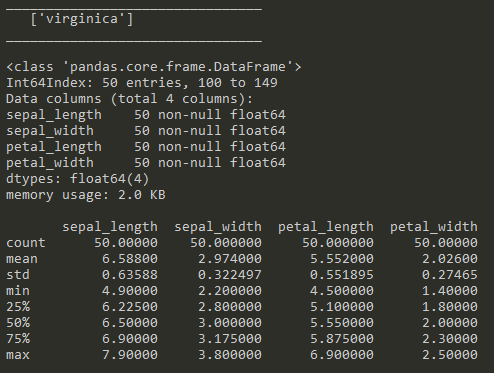 ________________________________
   ['virginica']
________________________________
<class 'pandas.core.frame.DataFrame'>
Int64Index: 50 entries, 100 to 149
Data columns (total 4 columns):
sepal_length    50 non-null float64
sepal_width     50 non-null float64
petal_length    50 non-null float64
petal_width     50 non-null float64
dtypes: float64(4)
memory usage: 2.0 KB
       sepal_length  sepal_width  petal_length  petal_width
count      50.00000    50.000000     50.000000     50.00000
mean        6.58800     2.974000      5.552000      2.02600
std         0.63588     0.322497      0.551895      0.27465
min         4.90000     2.200000      4.500000      1.40000
25%         6.22500     2.800000      5.100000      1.80000
50%         6.50000     3.000000      5.550000      2.00000
75%         6.90000     3.175000      5.875000      2.30000
max         7.90000     3.800000      6.900000      2.50000